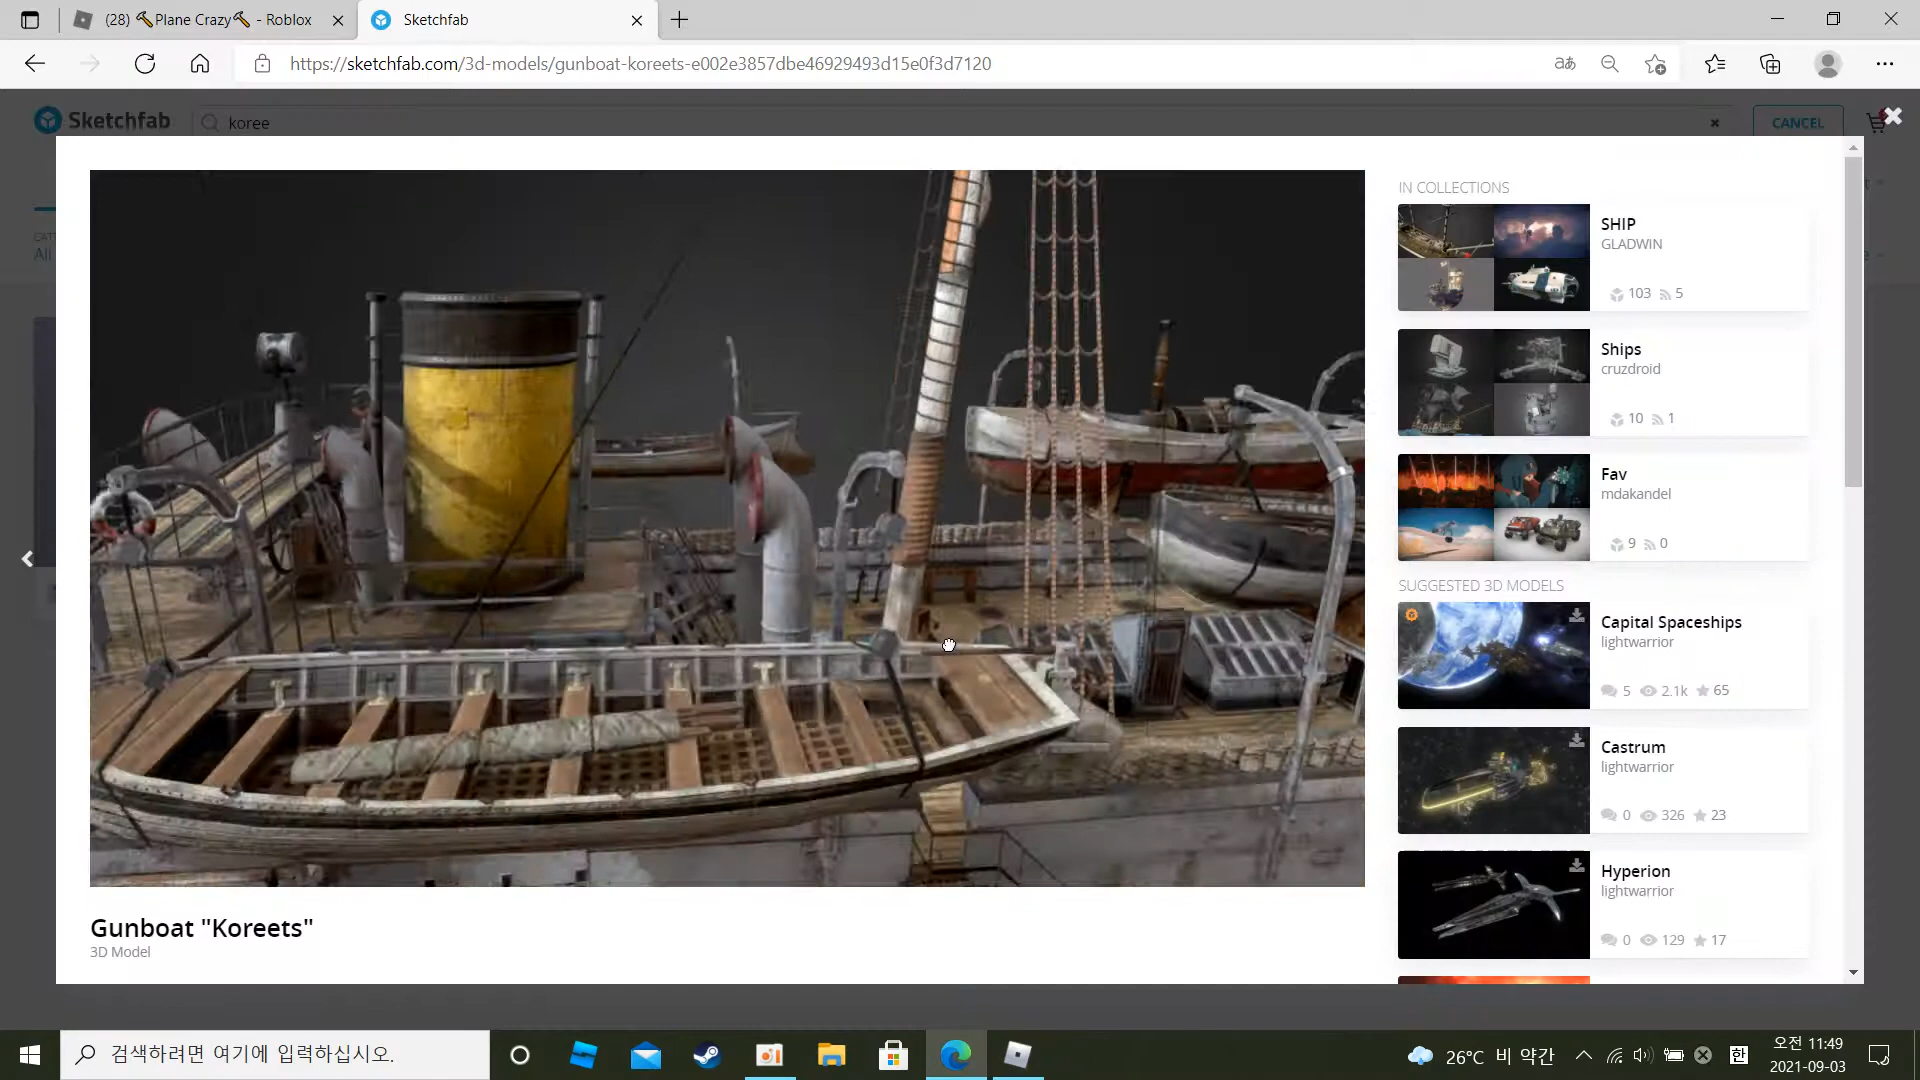 (28) 🔨Plane Crazy🔨 - Roblox
Sketchfab
https://sketchfab.com/3d-models/gunboat-koreets-e002e3857dbe46929493d15e0f3d7120
Sketchfab
koree
CANCEL
All
IN COLLECTIONS
SHIP
GLADWIN
103 5
Ships
cruzdroid
10 1
Fav
mdakandel
9 0
SUGGESTED 3D MODELS
Capital Spaceships
lightwarrior
5 2.1k 65
Castrum
lightwarrior
0 326 23
Hyperion
lightwarrior
0 129 17
Gunboat "Koreets"
3D Model
검색하려면 여기에 입력하십시오.
26°C 비 약간
한
오전 11:49
2021-09-03